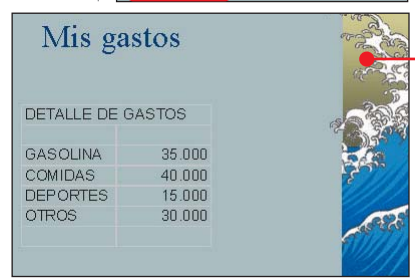 Mis gastos
DETALLE DE GASTOS
GASOLINA 35.000
COMIDAS 40.000
DEPORTES 15.000
OTROS 30.000